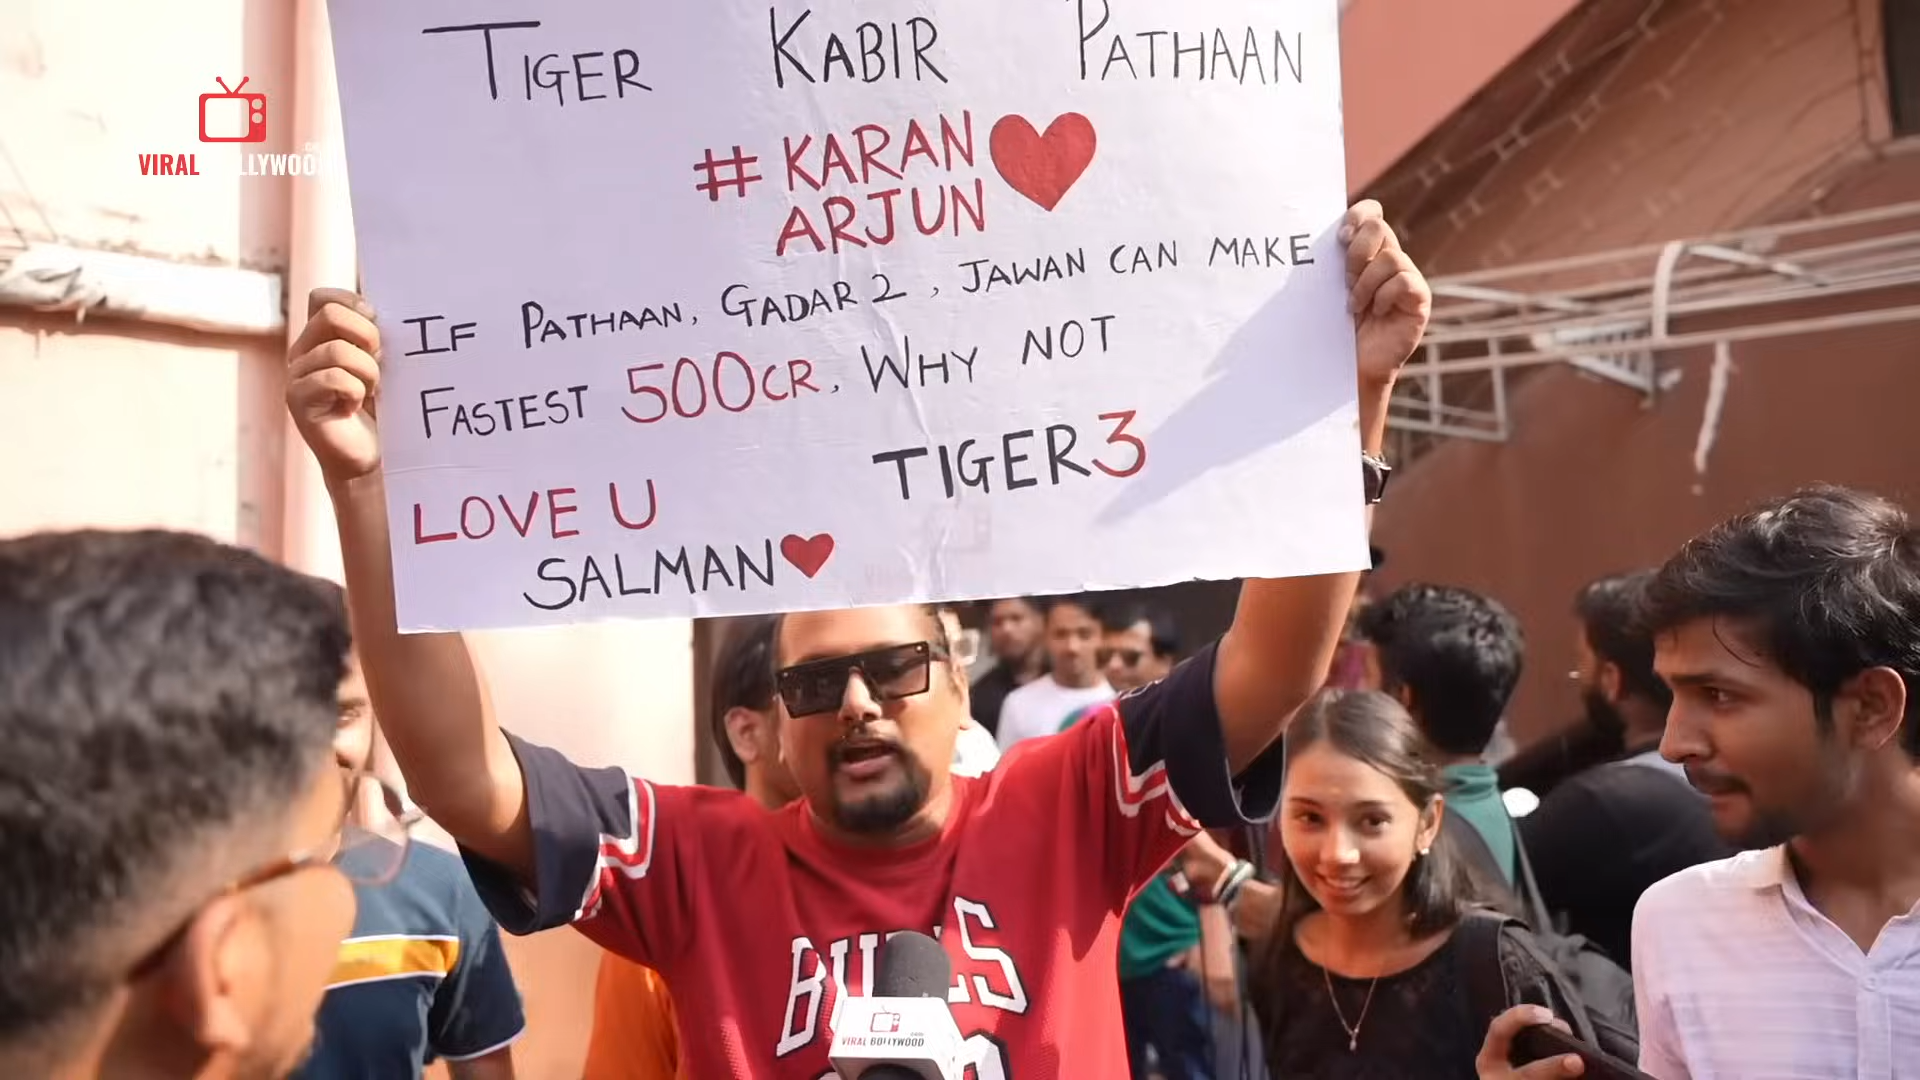 TIGER KABIR PATHAAN
# KARAN
ARJUN
IF PATHAAN, GADAR 2, JAWAN CAN MAKE
FASTEST 500CR, WHY NOT
TIGER3
LOVE U
SALMAN
VIRAL BOLLYWOOD
BULLS
VIRAL BOLLYWOOD